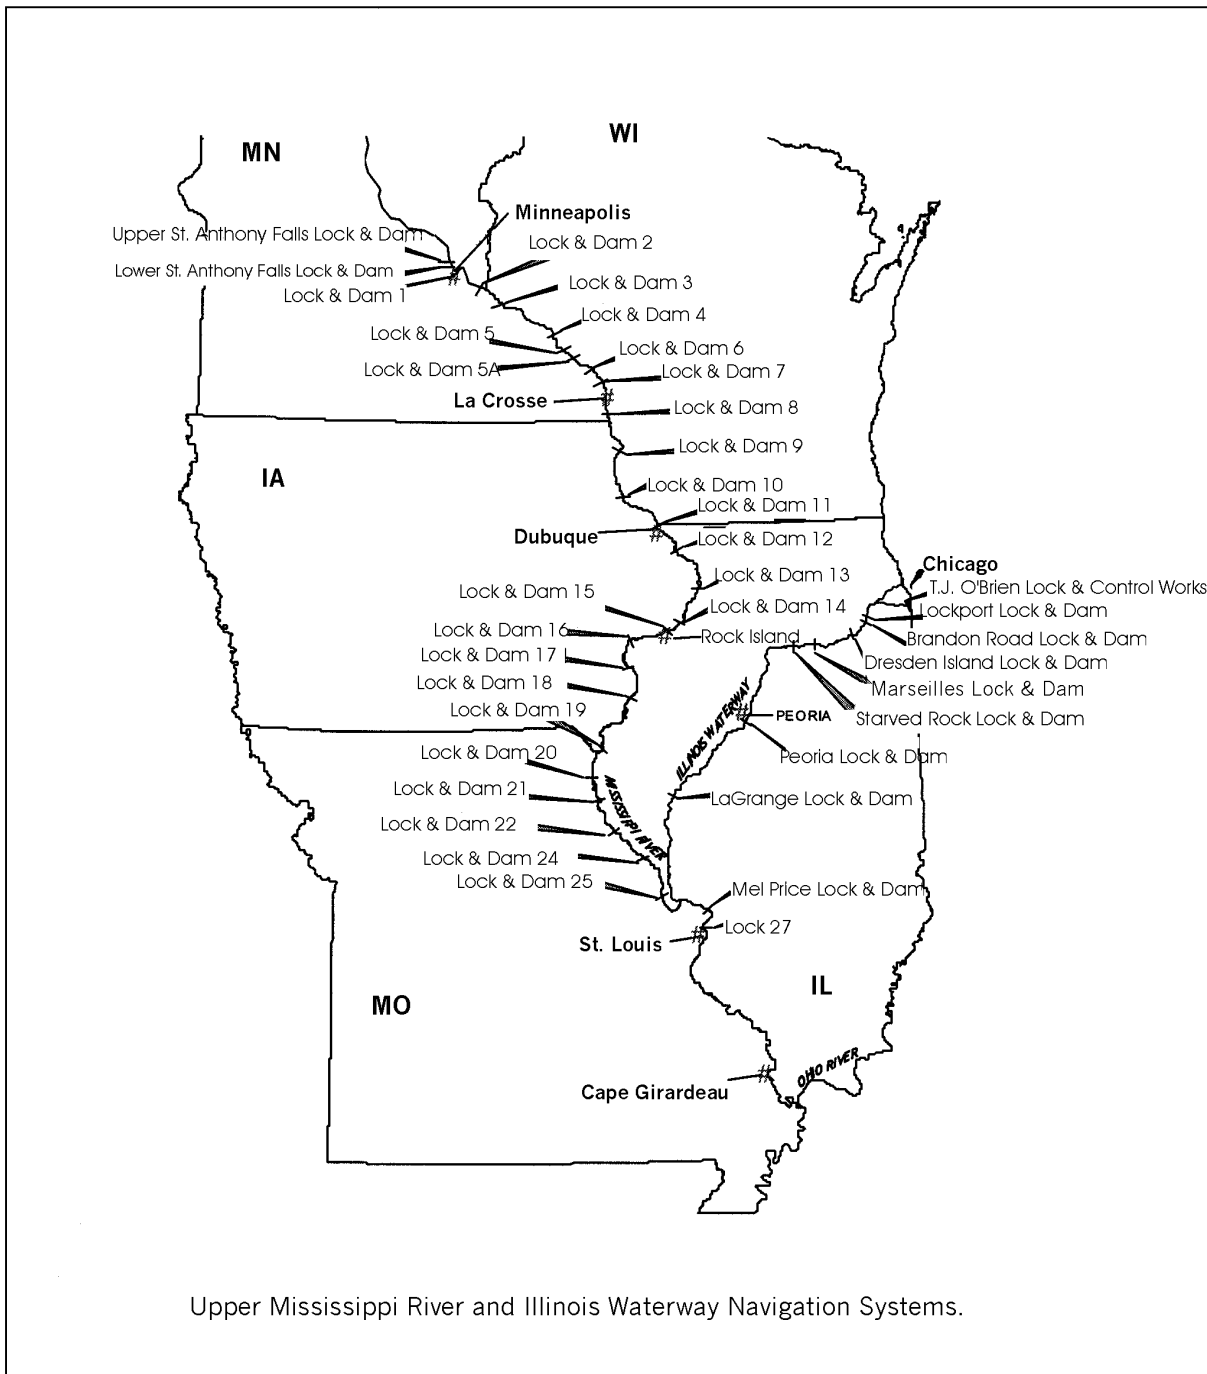 WI
MN
Minneapolis
Upper St. Anthony Falls Lock & Dam
Lock & Dam 2
Lower St. Anthony Falls Lock & Dam
Lock & Dam 3
Lock & Dam 1
Lock & Dam 4
Lock & Dam 5
Lock & Dam 6
Lock & Dam 5A
Lock & Dam 7
La Crosse
Lock & Dam 8
Lock & Dam 9
IA
Lock & Dam 10
Lock & Dam 11
Dubuque
Lock & Dam 12
Chicago
Lock & Dam 13
T.J. O'Brien Lock & Control Works
Lock & Dam 15
Lock & Dam 14
Lockport Lock & Dam
Lock & Dam 16
Rock Island
Brandon Road Lock & Dam
Lock & Dam 17
Dresden Island Lock & Dam
Lock & Dam 18
Marseilles Lock & Dam
Lock & Dam 19
ILLINOIS WATERWAY
PEORIA
Starved Rock Lock & Dam
Lock & Dam 20
Peoria Lock & Dam
Lock & Dam 21
LaGrange Lock & Dam
MISSISSIPPI RIVER
Lock & Dam 22
Lock & Dam 24
Lock & Dam 25
Mel Price Lock & Dam
Lock 27
St. Louis
IL
MO
OHIO RIVER
Cape Girardeau
Upper Mississippi River and Illinois Waterway Navigation Systems.